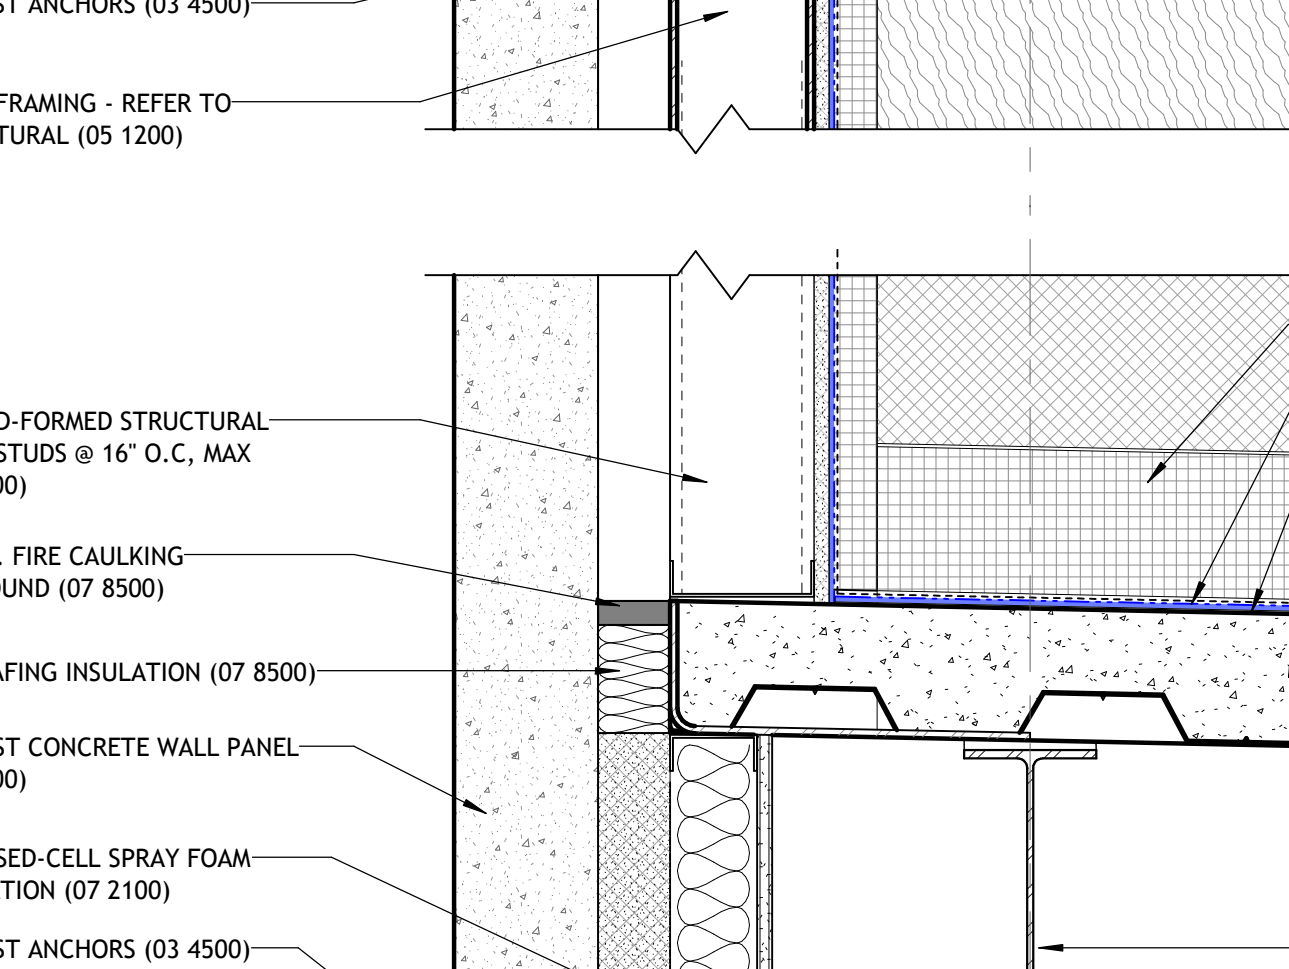 ST ANCHORS (03 4500)
FRAMING - REFER TO
TURAL (05 1200)
D-FORMED STRUCTURAL
STUDS @ 16" O.C, MAX
00)
. FIRE CAULKING
OUND (07 8500)
AFING INSULATION (07 8500)
ST CONCRETE WALL PANEL
00)
SED-CELL SPRAY FOAM
TION (07 2100)
ST ANCHORS (03 4500)